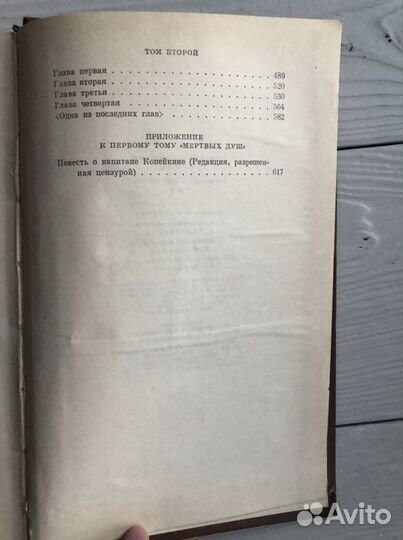 ТОМ ВТОРОЙ
Глава первая . . . . . . . . . . . . . . . . . 489
Глава вторая . . . . . . . . . . . . . . . . . 520
Глава третья . . . . . . . . . . . . . . . . . 530
Глава четвертая . . . . . . . . . . . . . . . 564
<Одна из последних глав> . . . . . . . . . . 582
ПРИЛОЖЕНИЕ
К ПЕРВОМУ ТОМУ «МЕРТВЫХ ДУШ»
Повесть о капитане Копейкине (Редакция, разрешен-
ная цензурой) . . . . . . . . . . . . . . . 617
Avito